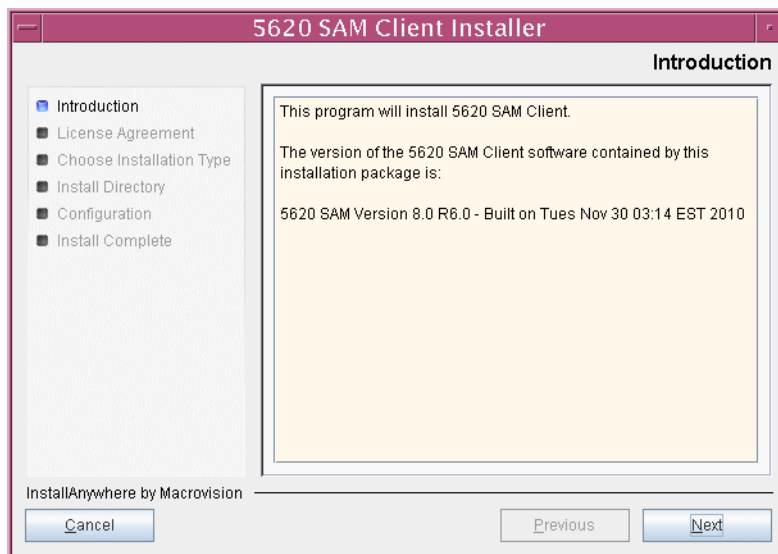 5620 SAM Client Installer
Introduction
Introduction
License Agreement
Choose Installation Type
Install Directory
Configuration
Install Complete
This program will install 5620 SAM Client.
The version of the 5620 SAM Client software contained by this
installation package is:
5620 SAM Version 8.0 R6.0 - Built on Tues Nov 30 03:14 EST 2010
InstallAnywhere by Macrovision
Cancel
Previous
Next